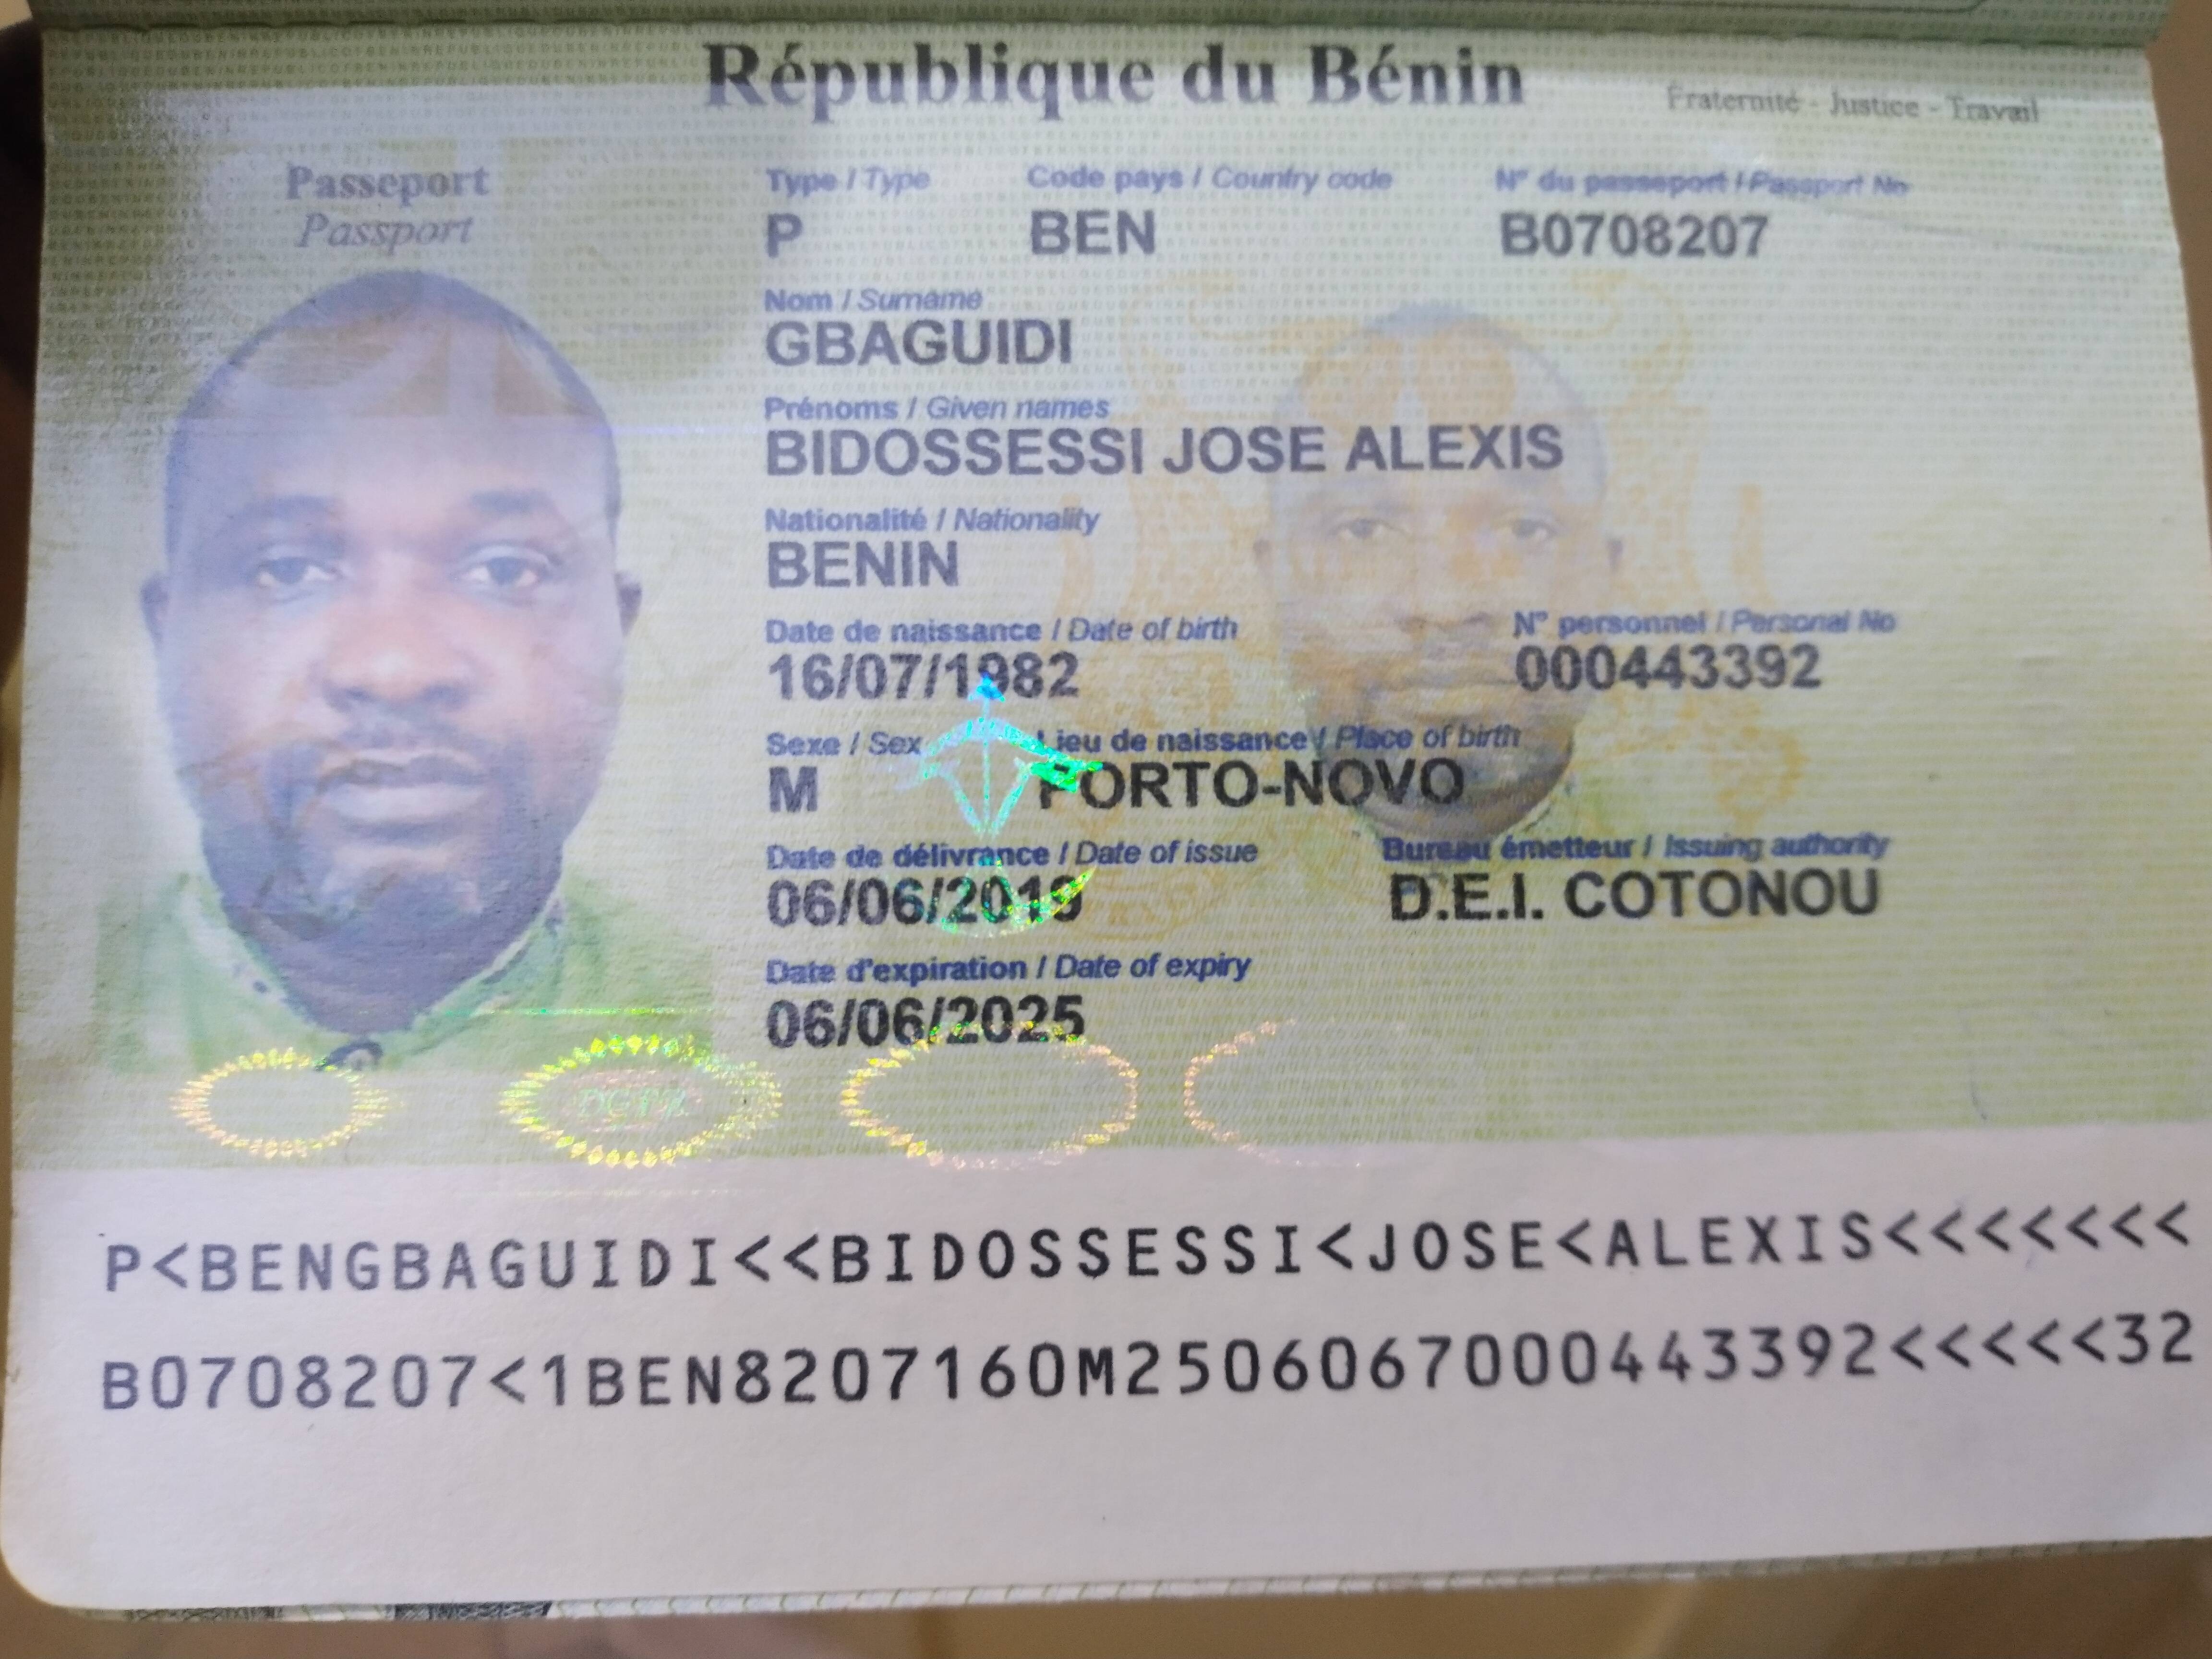 République du Bénin
Fraternité - Justice - Travail
Passeport
Passport
Type / Type
Code pays / Country code
N° du passeport / Passport No
P
BEN
B0708207
Nom / Surname
GBAGUIDI
Prénoms / Given names
BIDOSSESSI JOSE ALEXIS
Nationalité / Nationality
BENIN
Date de naissance / Date of birth
N° personnel / Personal No
16/07/1982
000443392
Sexe / Sex
Lieu de naissance / Place of birth
M
PORTO-NOVO
Date de délivrance / Date of issue
Bureau émetteur / Issuing authority
06/06/2019
D.E.I. COTONOU
Date d'expiration / Date of expiry
06/06/2025
P<BENGBAGUIDI<<BIDOSSESSI<JOSE<ALEXIS<<<<<<<
B0708207<1BEN8207160M2506067000443392<<<<<32